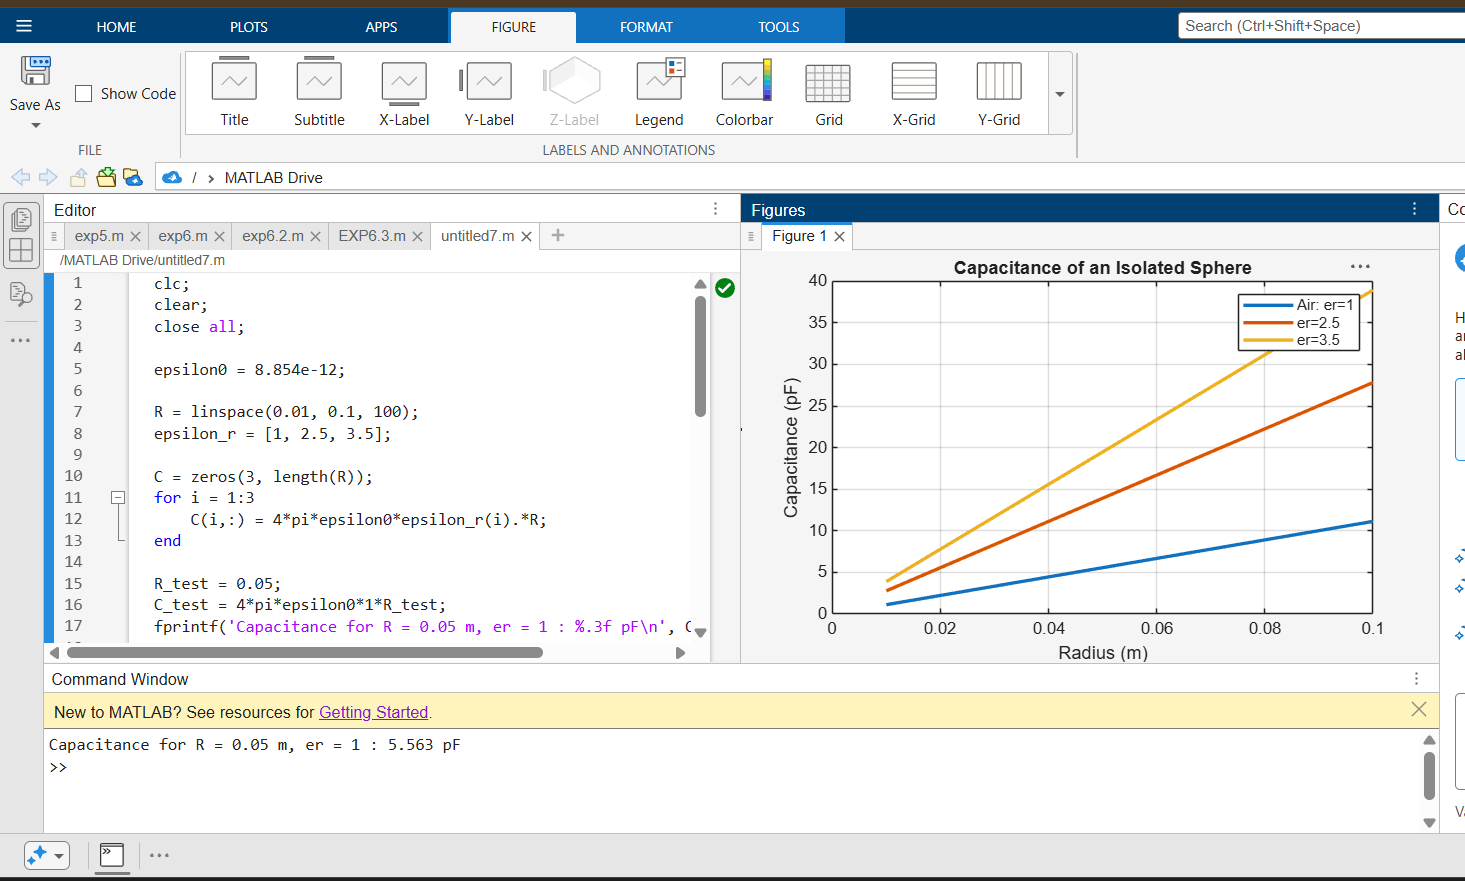 HOME PLOTS APPS FIGURE FORMAT TOOLS Search (Ctrl+Shift+Space)
Save As
Show Code
Title Subtitle X-Label Y-Label Z-Label Legend Colorbar Grid X-Grid Y-Grid
FILE LABELS AND ANNOTATIONS
/ > MATLAB Drive
Editor
exp5.m exp6.m exp6.2.m EXP6.3.m untitled7.m
/MATLAB Drive/untitled7.m
1 clc;
2 clear;
3 close all;
4
5 epsilon0 = 8.854e-12;
6
7 R = linspace(0.01, 0.1, 100);
8 epsilon_r = [1, 2.5, 3.5];
9
10 C = zeros(3, length(R));
11 for i = 1:3
12 C(i,:) = 4*pi*epsilon0*epsilon_r(i).*R;
13 end
14
15 R_test = 0.05;
16 C_test = 4*pi*epsilon0*1*R_test;
17 fprintf('Capacitance for R = 0.05 m, er = 1 : %.3f pF\n', C
Figures
Figure 1
Capacitance of an Isolated Sphere
Air: er=1
er=2.5
er=3.5
Capacitance (pF)
40
35
30
25
20
15
10
5
0
0 0.02 0.04 0.06 0.08 0.1
Radius (m)
Command Window
New to MATLAB? See resources for Getting Started.
Capacitance for R = 0.05 m, er = 1 : 5.563 pF
>>